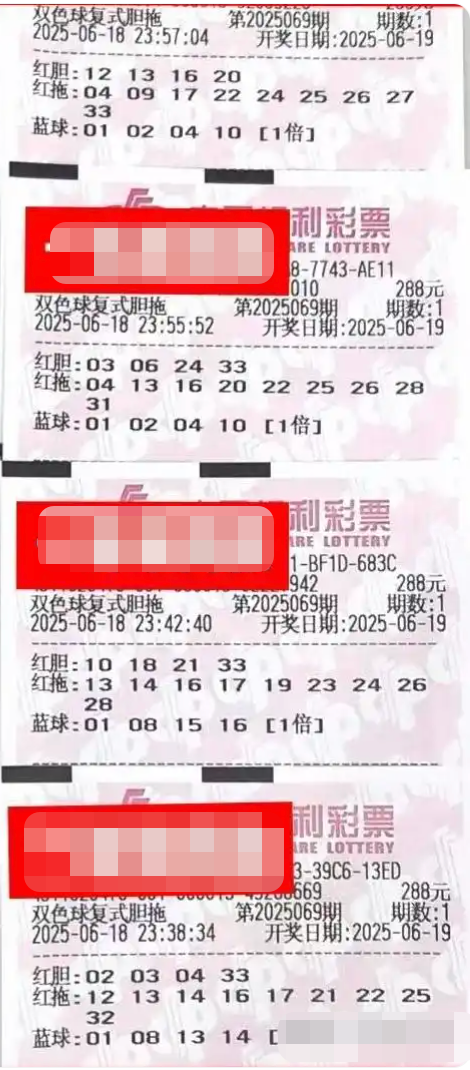 双色球复式胆拖 第2025069期 期数:1
2025-06-18 23:57:04 开奖日期:2025-06-19
红胆:12 13 16 20
红拖:04 09 17 22 24 25 26 27
33
蓝球:01 02 04 10 [1倍]
利彩票
ARE LOTTERY
8-7743-AE11
010 288元
双色球复式胆拖 第2025069期 期数:1
2025-06-18 23:55:52 开奖日期:2025-06-19
红胆:03 06 24 33
红拖:04 13 16 20 22 25 26 28
31
蓝球:01 02 04 10 [1倍]
利彩票
ARE LOTTERY
1-BF1D-683C
942 288元
双色球复式胆拖 第2025069期 期数:1
2025-06-18 23:42:40 开奖日期:2025-06-19
红胆:10 18 21 33
红拖:13 14 16 17 19 23 24 26
28
蓝球:01 08 15 16 [1倍]
利彩票
ARE LOTTERY
3-39C6-13ED
669 288元
双色球复式胆拖 第2025069期 期数:1
2025-06-18 23:38:34 开奖日期:2025-06-19
红胆:02 03 04 33
红拖:12 13 14 16 17 21 22 25
32
蓝球:01 08 13 14 [